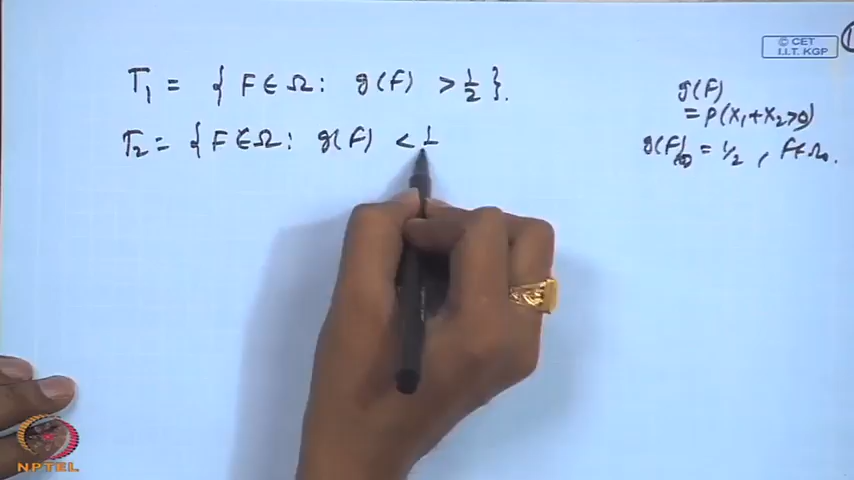 © CET
I.I.T. KGP
T₁ = { F ∈ Ω : g(F) > 1/2 }.
T₂ = { F ∈ Ω : g(F) < 1
g(F)
= P(X₁+X₂>0)
g(F) = 1/2 , F∈Ω₀.
NPTEL